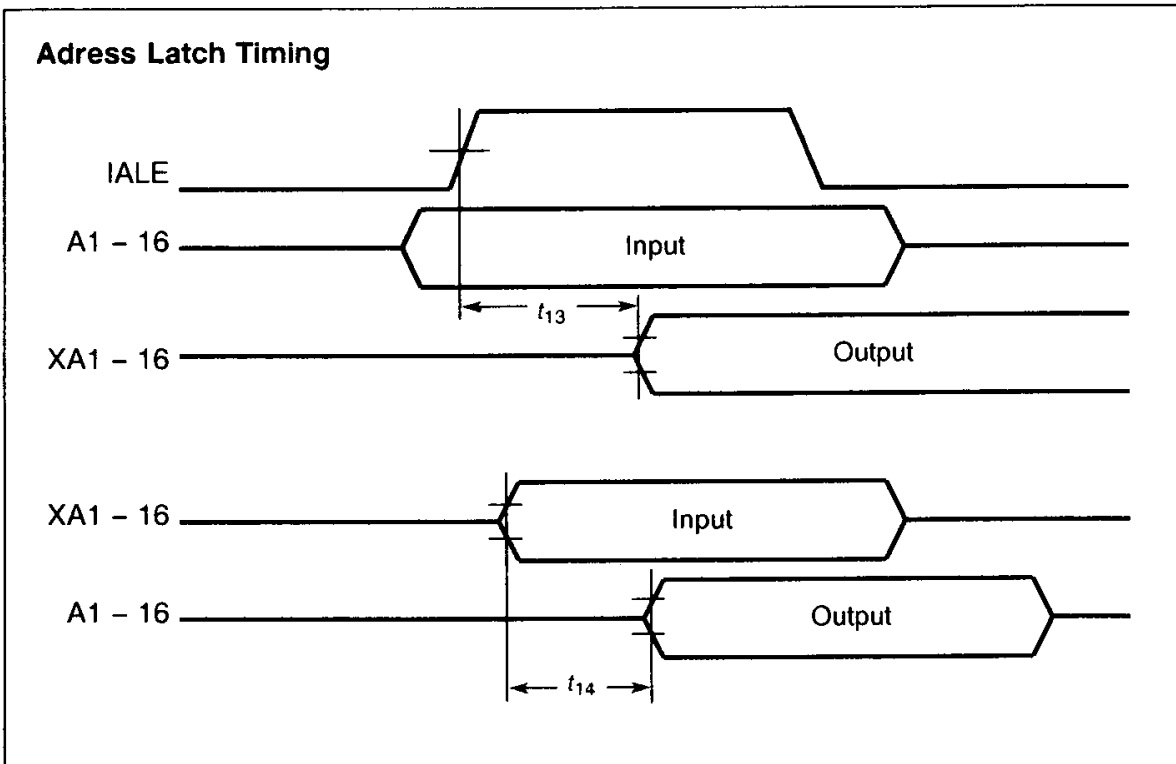 Adress Latch Timing
IALE
A1 – 16
Input
t13
XA1 – 16
Output
XA1 – 16
Input
A1 – 16
Output
t14